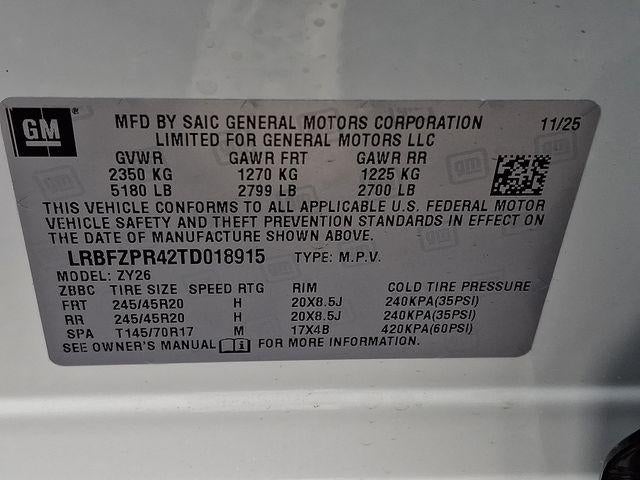 GM ®
MFD BY SAIC GENERAL MOTORS CORPORATION 11/25
LIMITED FOR GENERAL MOTORS LLC
GVWR GAWR FRT GAWR RR
2350 KG 1270 KG 1225 KG
5180 LB 2799 LB 2700 LB
THIS VEHICLE CONFORMS TO ALL APPLICABLE U.S. FEDERAL MOTOR
VEHICLE SAFETY AND THEFT PREVENTION STANDARDS IN EFFECT ON
THE DATE OF MANUFACTURE SHOWN ABOVE.
LRBFZPR42TD018915 TYPE: M.P.V.
MODEL: ZY26
ZBBC TIRE SIZE SPEED RTG RIM COLD TIRE PRESSURE
FRT 245/45R20 H 20X8.5J 240KPA(35PSI)
RR 245/45R20 H 20X8.5J 240KPA(35PSI)
SPA T145/70R17 M 17X4B 420KPA(60PSI)
SEE OWNER'S MANUAL FOR MORE INFORMATION.